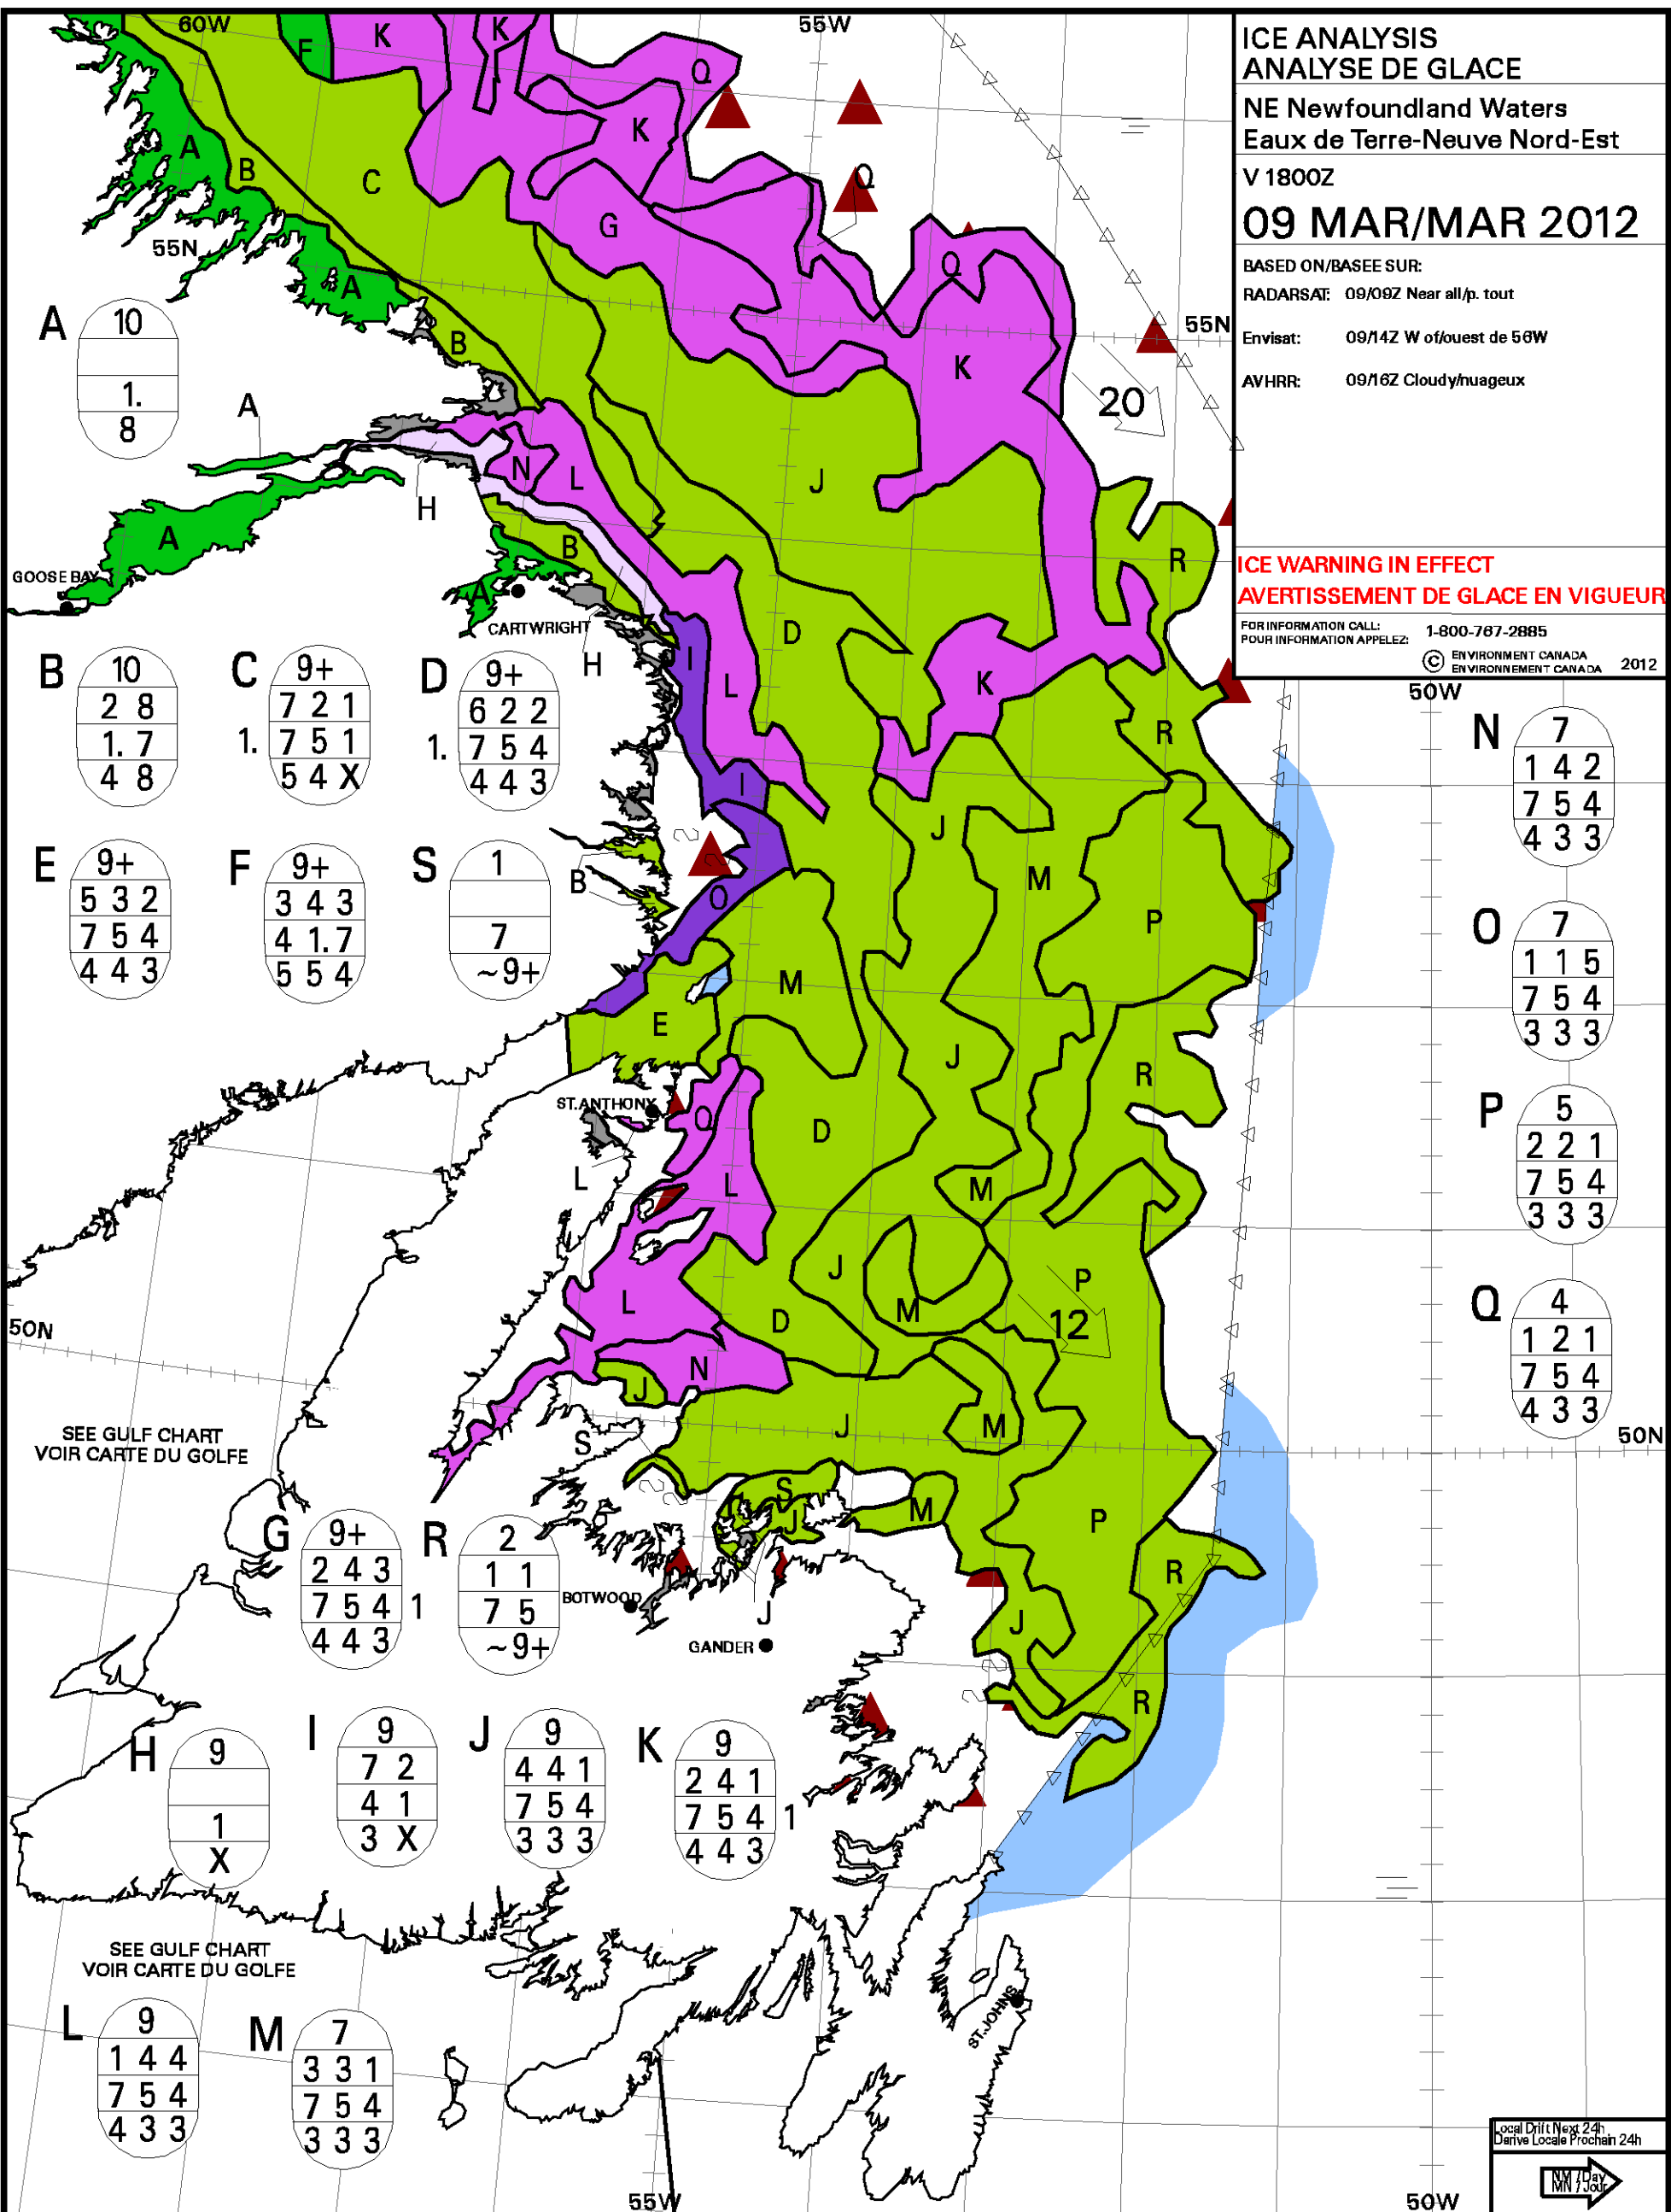 ICE ANALYSIS
ANALYSE DE GLACE
NE Newfoundland Waters
Eaux de Terre-Neuve Nord-Est
V 1800Z
09 MAR/MAR 2012
BASED ON/BASEE SUR:
RADARSAT: 09/09Z Near all/p. tout
Envisat: 09/14Z W of/ouest de 56W
AVHRR: 09/16Z Cloudy/nuageux
ICE WARNING IN EFFECT
AVERTISSEMENT DE GLACE EN VIGUEUR
FOR INFORMATION CALL:
POUR INFORMATION APPELEZ: 1-800-767-2885
© ENVIRONMENT CANADA
ENVIRONNEMENT CANADA 2012
60W
55W
F
K
K
Q
K
A
B
C
G
Q
55N
A
Q
B
K
55N
20
A
N
L
J
H
A
B
R
GOOSE BAY
A
CARTWRIGHT
H
D
I
L
K
50W
R
I
J
B
O
M
P
M
E
J
R
ST. ANTHONY
Q
D
L
L
M
J
P
L
D
M
12
50N
N
J
J
M
50N
SEE GULF CHART
VOIR CARTE DU GOLFE
S
S
J
M
P
R
BOTWOOD
J
GANDER
J
R
SEE GULF CHART
VOIR CARTE DU GOLFE
ST.JOHNS
55W
50W
A
10
1.
8
B
10
2 8
1. 7
4 8
C
9+
7 2 1
1. 7 5 1
5 4 X
D
9+
6 2 2
1. 7 5 4
4 4 3
E
9+
5 3 2
7 5 4
4 4 3
F
9+
3 4 3
4 1. 7
5 5 4
S
1
7
~9+
G
9+
2 4 3
7 5 4 1
4 4 3
R
2
1 1
7 5
~9+
H
9
1
X
I
9
7 2
4 1
3 X
J
9
4 4 1
7 5 4
3 3 3
K
9
2 4 1
7 5 4 1
4 4 3
L
9
1 4 4
7 5 4
4 3 3
M
7
3 3 1
7 5 4
3 3 3
N
7
1 4 2
7 5 4
4 3 3
O
7
1 1 5
7 5 4
3 3 3
P
5
2 2 1
7 5 4
3 3 3
Q
4
1 2 1
7 5 4
4 3 3
Local Drift Next 24h
Derive Locale Prochain 24h
NM / Day
MN / Jour